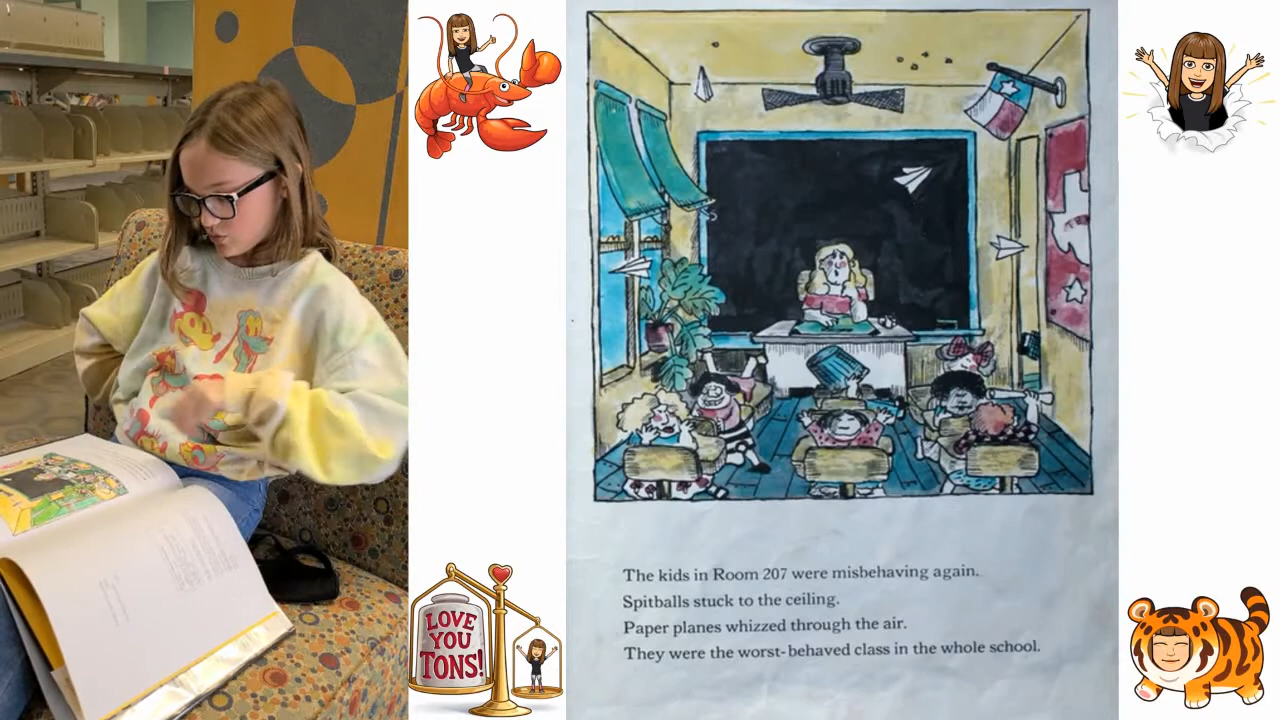 LOVE
YOU
TONS!
The kids in Room 207 were misbehaving again.
Spitballs stuck to the ceiling.
Paper planes whizzed through the air.
They were the worst-behaved class in the whole school.